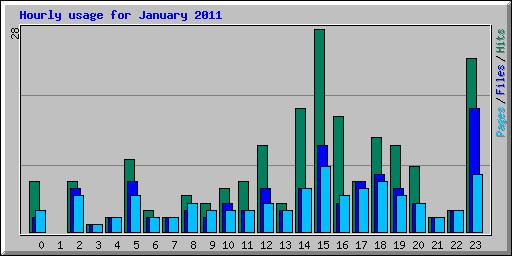 Hourly usage for January 2011
28
Pages / Files / Hits
0 1 2 3 4 5 6 7 8 9 10 11 12 13 14 15 16 17 18 19 20 21 22 23